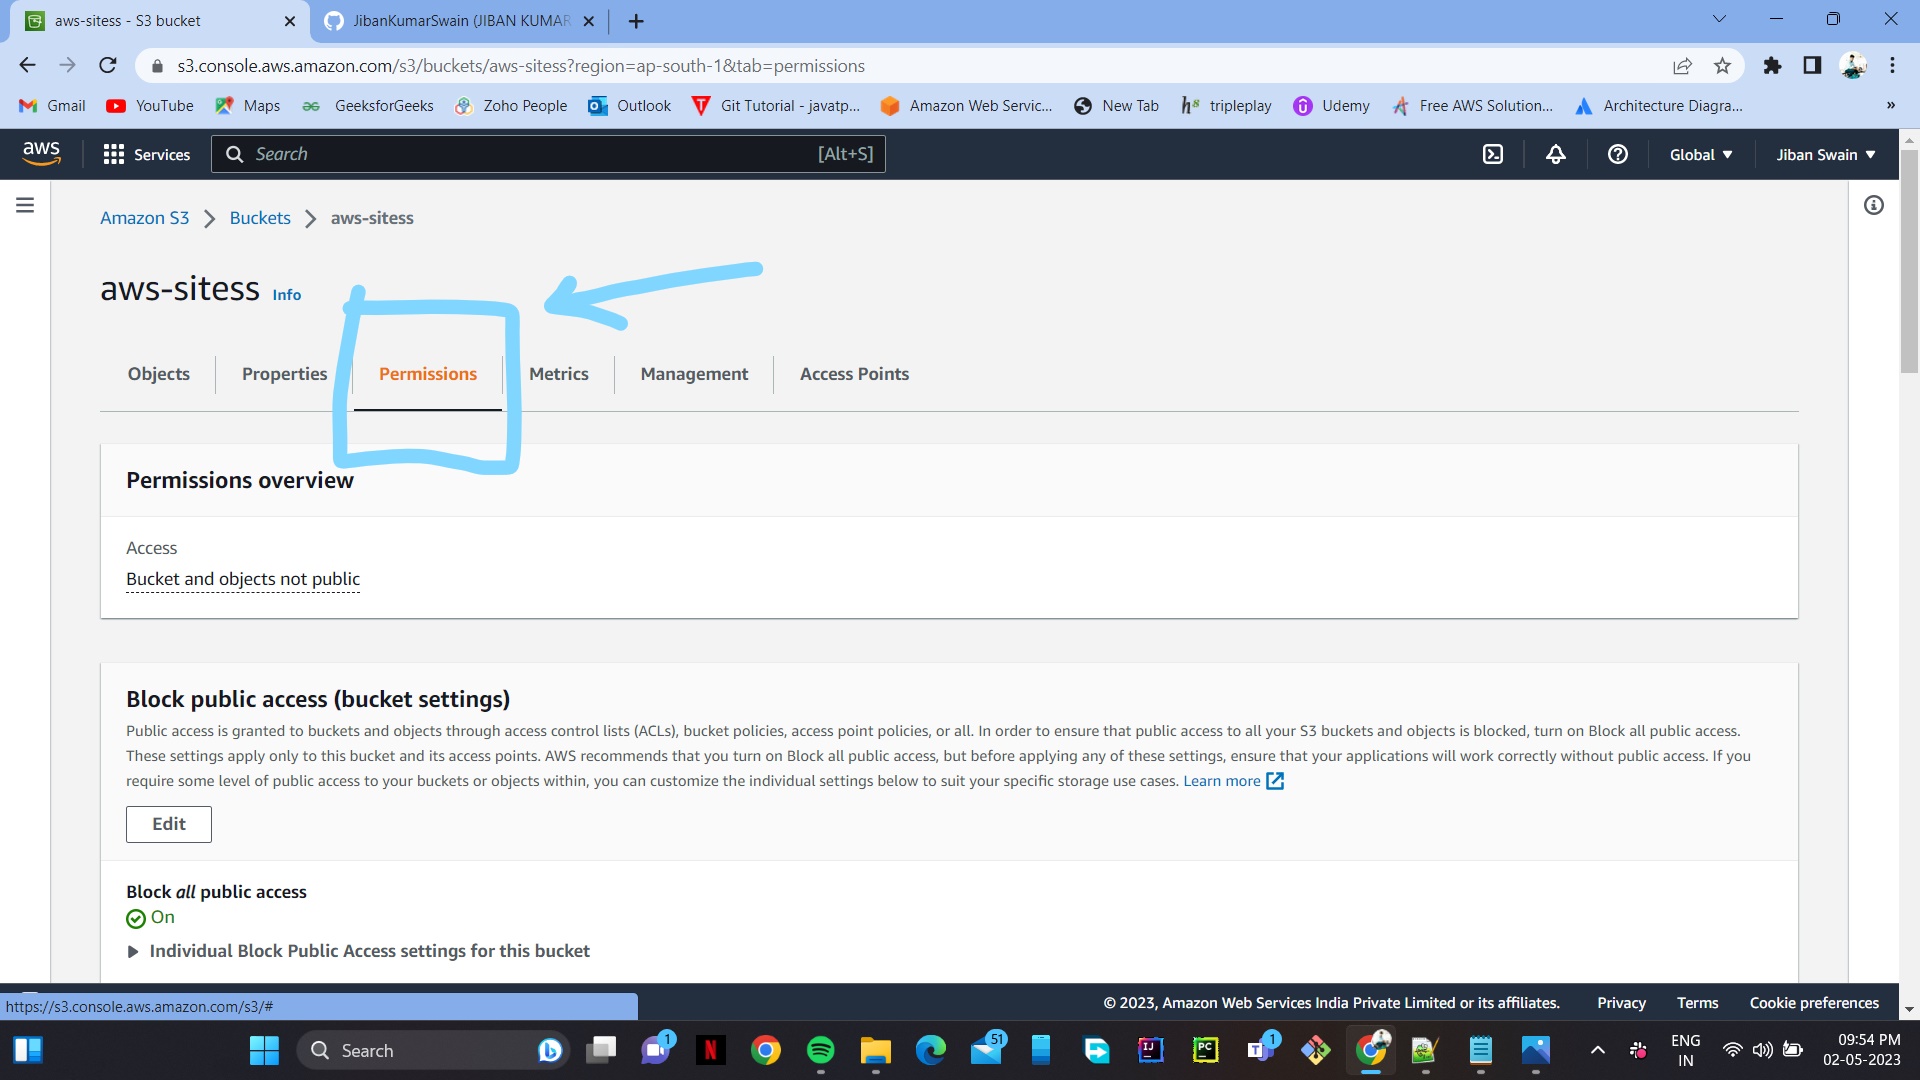 aws-sitess - S3 bucket
JibanKumarSwain (JIBAN KUMAR
s3.console.aws.amazon.com/s3/buckets/aws-sitess?region=ap-south-1&tab=permissions
Gmail YouTube Maps GeeksforGeeks Zoho People Outlook Git Tutorial - javatp... Amazon Web Servic... New Tab tripleplay Udemy Free AWS Solution... Architecture Diagra... »
aws Services Search [Alt+S] Global Jiban Swain
Amazon S3 Buckets aws-sitess
aws-sitess Info
Objects Properties Permissions Metrics Management Access Points
Permissions overview
Access
Bucket and objects not public
Block public access (bucket settings)
Public access is granted to buckets and objects through access control lists (ACLs), bucket policies, access point policies, or all. In order to ensure that public access to all your S3 buckets and objects is blocked, turn on Block all public access.
These settings apply only to this bucket and its access points. AWS recommends that you turn on Block all public access, but before applying any of these settings, ensure that your applications will work correctly without public access. If you
require some level of public access to your buckets or objects within, you can customize the individual settings below to suit your specific storage use cases. Learn more
Edit
Block all public access
On
Individual Block Public Access settings for this bucket
https://s3.console.aws.amazon.com/s3/#
© 2023, Amazon Web Services India Private Limited or its affiliates. Privacy Terms Cookie preferences
Search 1 51 1 ENG 09:54 PM
IN 02-05-2023